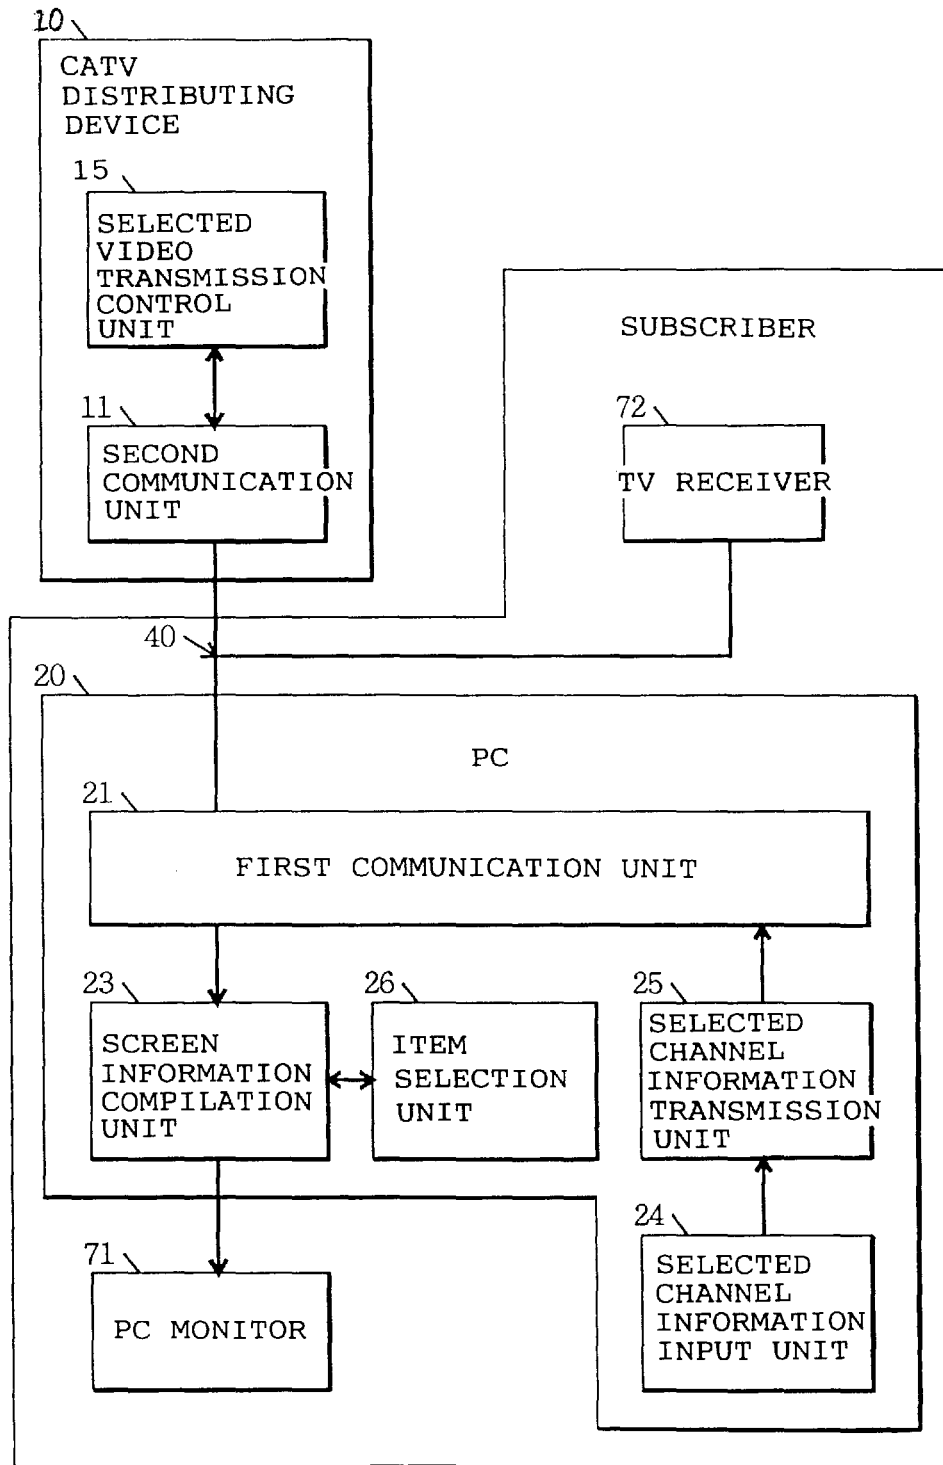 10
CATV
DISTRIBUTING
DEVICE
15
SELECTED
VIDEO
TRANSMISSION
CONTROL
UNIT
SUBSCRIBER
11
SECOND
COMMUNICATION
UNIT
72
TV RECEIVER
40
20
PC
21
FIRST COMMUNICATION UNIT
23
SCREEN
INFORMATION
COMPILATION
UNIT
26
ITEM
SELECTION
UNIT
25
SELECTED
CHANNEL
INFORMATION
TRANSMISSION
UNIT
24
SELECTED
CHANNEL
INFORMATION
INPUT UNIT
71
PC MONITOR